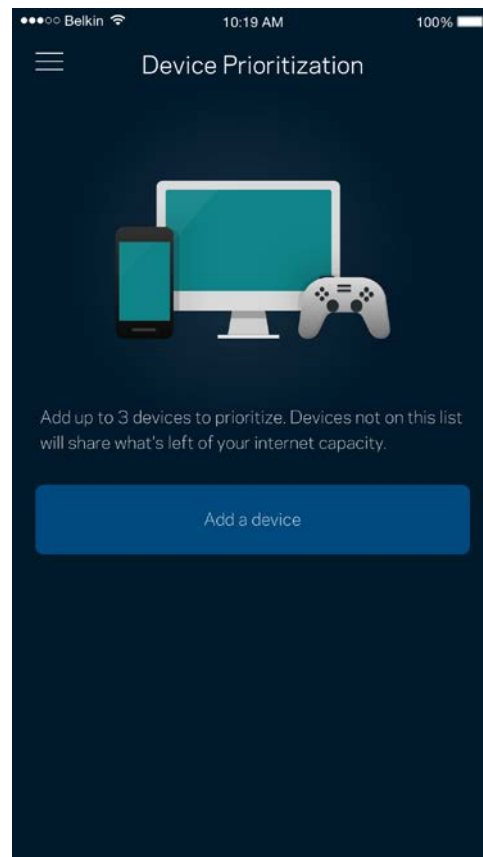 Belkin 10:19 AM 100%
Device Prioritization
Add up to 3 devices to prioritize. Devices not on this list
will share what's left of your internet capacity.
Add a device